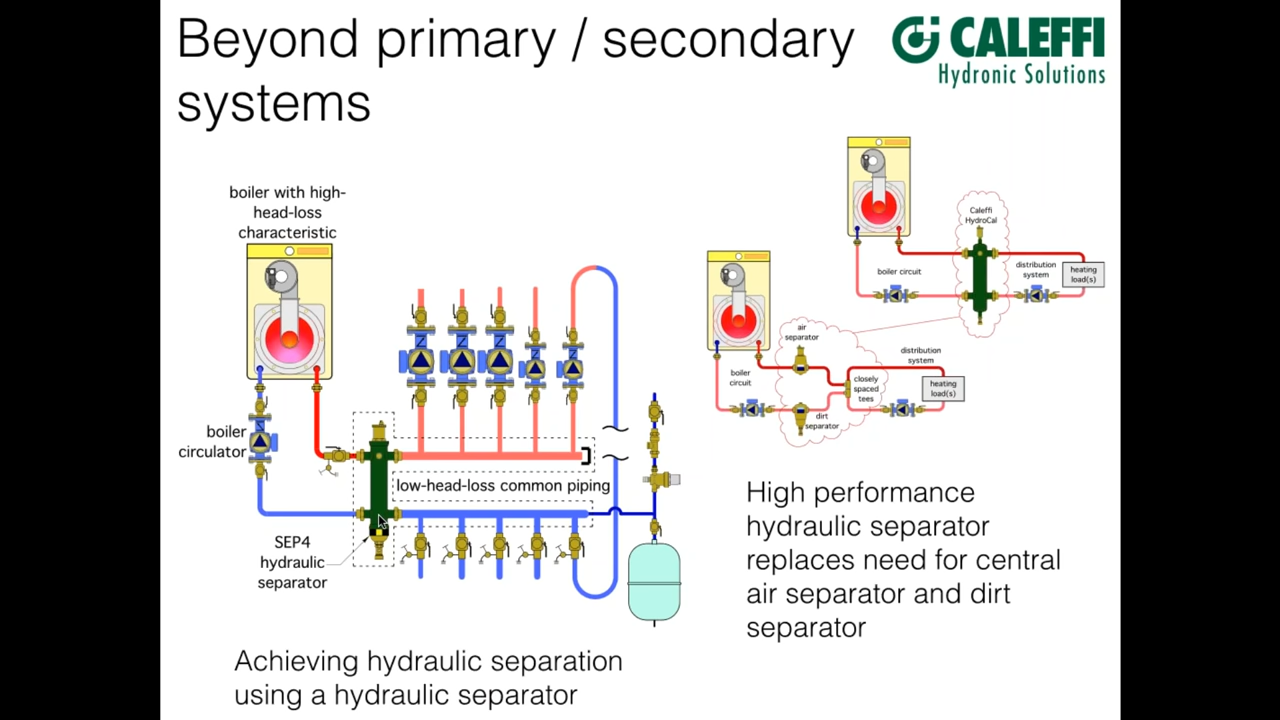 Beyond primary / secondary
systems
CALEFFI
Hydronic Solutions
boiler with high-
head-loss
characteristic
boiler
circulator
low-head-loss common piping
SEP4
hydraulic
separator
Achieving hydraulic separation
using a hydraulic separator
Caleffi
HydroCal
boiler circuit
distribution
system
heating
load(s)
air
separator
boiler
circuit
closely
spaced
tees
dirt
separator
distribution
system
heating
load(s)
High performance
hydraulic separator
replaces need for central
air separator and dirt
separator